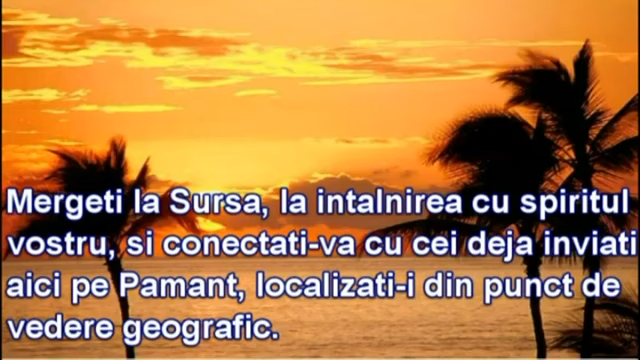 Mergeti la Sursa, la intalnirea cu spiritul
vostru, si conectati-va cu cei deja inviati
aici pe Pamant, localizati-i din punct de
vedere geografic.